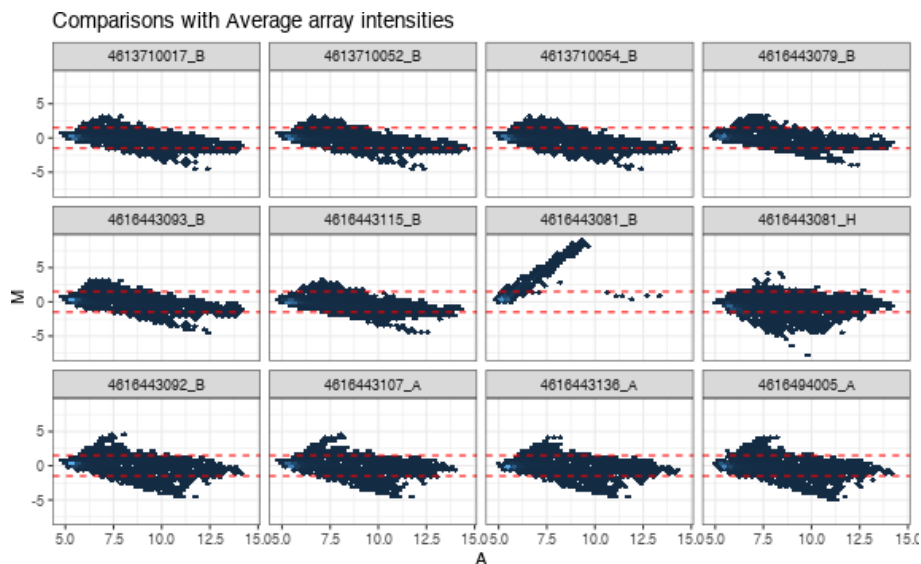 Comparisons with Average array intensities
4613710017_B 4613710052_B 4613710054_B 4616443079_B
5
0
-5
4616443093_B 4616443115_B 4616443081_B 4616443081_H
5
0
-5
M
4616443092_B 4616443107_A 4616443136_A 4616494005_A
5
0
-5
5.0 7.5 10.0 12.5 15.0 5.0 7.5 10.0 12.5 15.0 5.0 7.5 10.0 12.5 15.0 5.0 7.5 10.0 12.5 15.0
A